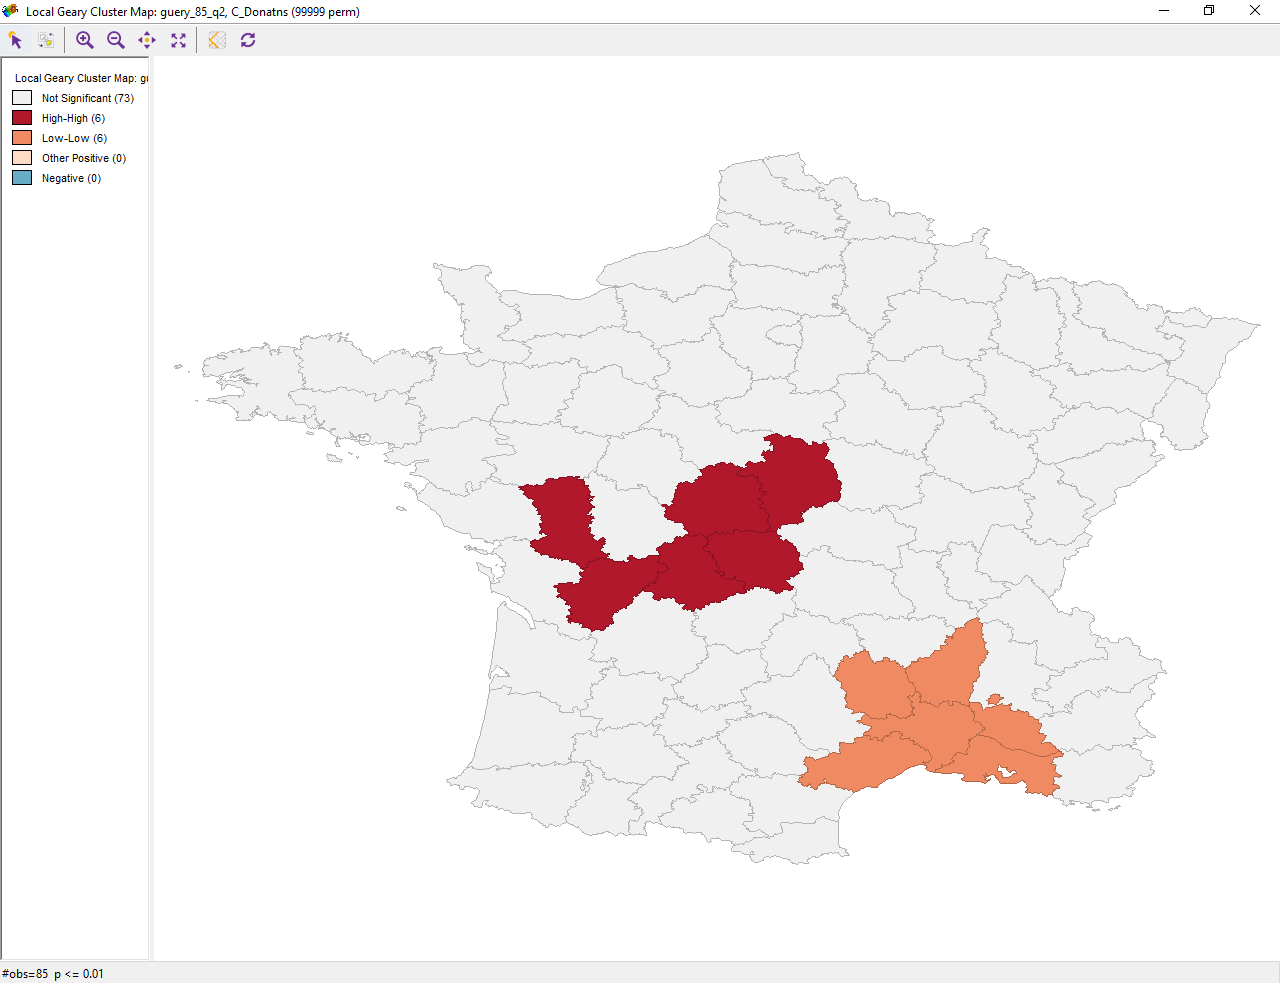 Local Geary Cluster Map: guery_85_q2, C_Donatns (99999 perm)
Local Geary Cluster Map: gu
Not Significant (73)
High-High (6)
Low-Low (6)
Other Positive (0)
Negative (0)
#obs=85 p <= 0.01